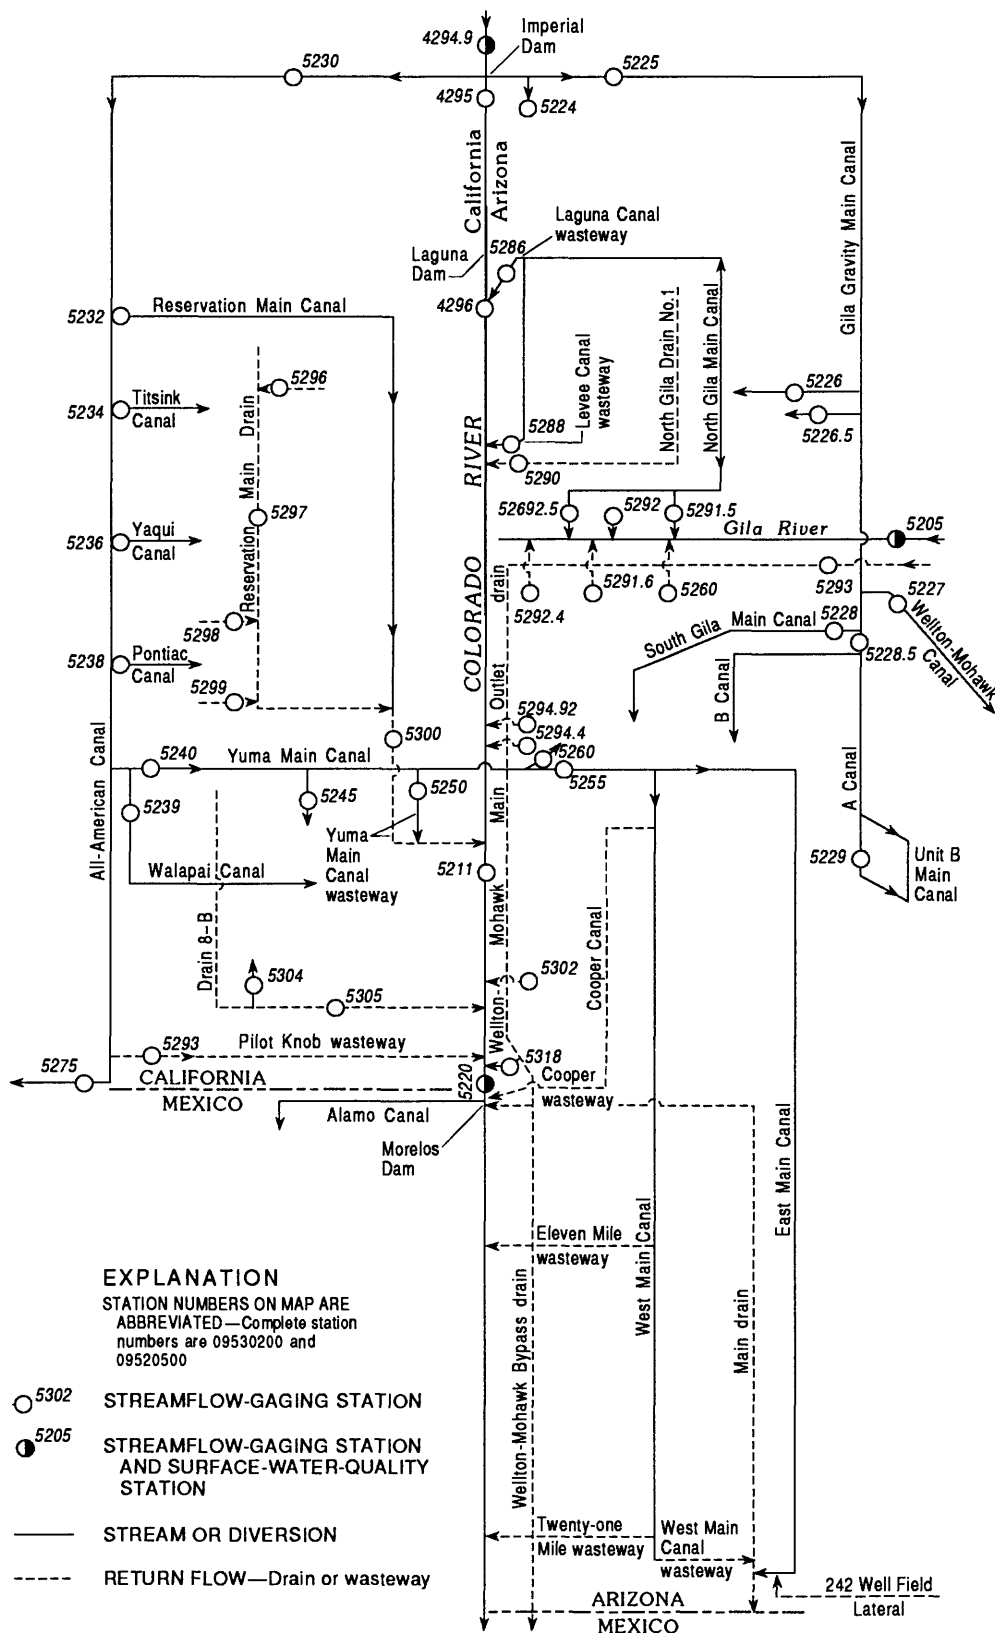 4294.9
Imperial
Dam
5230
5225
4295
5224
California
Arizona
Gila Gravity Main Canal
Laguna Canal
wasteway
5286
Laguna
Dam
4296
Reservation Main Canal
5232
North Gila Drain No.1
North Gila Main Canal
Levee Canal
wasteway
5296
5226
5234
Titsink
Canal
5226.5
Reservation Main Drain
5288
5290
COLORADO RIVER
5297
52692.5
5292
5291.5
Gila River
5205
5236
Yaqui
Canal
5293
5227
5292.4
5291.6
5260
5298
5228
South Gila Main Canal
5228.5
Wellton-Mohawk
Canal
5238
Pontiac
Canal
B Canal
5299
5294.92
5300
5294.4
5260
5240
Yuma Main Canal
5255
5239
5245
5250
A Canal
All-American Canal
Yuma
Main
Canal
wasteway
5229
Unit B
Main
Canal
Walapai Canal
5211
Wellton-Mohawk Main Outlet drain
Drain 8-B
Cooper Canal
5304
5302
5305
Pilot Knob wasteway
5293
5318
5275
CALIFORNIA
MEXICO
5220
Cooper
wasteway
Alamo Canal
Morelos
Dam
West Main Canal
East Main Canal
Eleven Mile
wasteway
Wellton-Mohawk Bypass drain
Main drain
EXPLANATION
STATION NUMBERS ON MAP ARE
ABBREVIATED—Complete station
numbers are 09530200 and
09520500
5302
STREAMFLOW-GAGING STATION
5205
STREAMFLOW-GAGING STATION
AND SURFACE-WATER-QUALITY
STATION
STREAM OR DIVERSION
RETURN FLOW—Drain or wasteway
Twenty-one
Mile wasteway
West Main
Canal
wasteway
242 Well Field
Lateral
ARIZONA
MEXICO